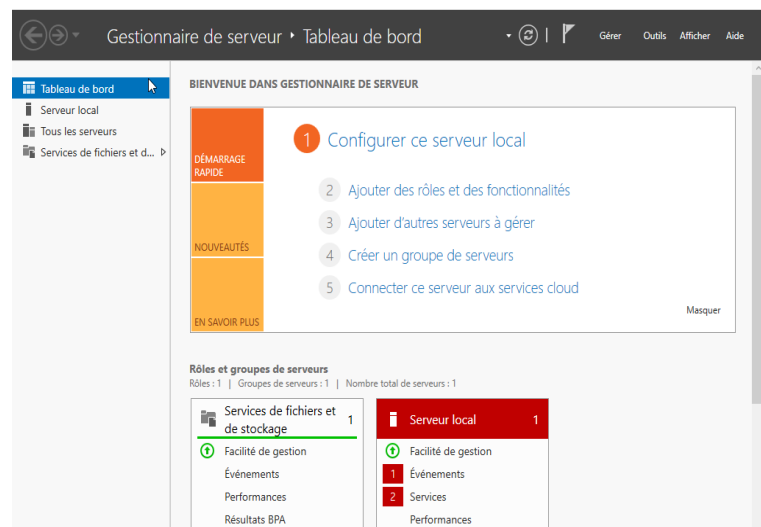 Gestionnaire de serveur ‣ Tableau de bord
Gérer Outils Afficher Aide
Tableau de bord
Serveur local
Tous les serveurs
Services de fichiers et d...
BIENVENUE DANS GESTIONNAIRE DE SERVEUR
DÉMARRAGE
RAPIDE
NOUVEAUTÉS
EN SAVOIR PLUS
1 Configurer ce serveur local
2 Ajouter des rôles et des fonctionnalités
3 Ajouter d'autres serveurs à gérer
4 Créer un groupe de serveurs
5 Connecter ce serveur aux services cloud
Masquer
Rôles et groupes de serveurs
Rôles : 1 | Groupes de serveurs : 1 | Nombre total de serveurs : 1
Services de fichiers et
de stockage 1
Facilité de gestion
Événements
Performances
Résultats BPA
Serveur local 1
Facilité de gestion
1 Événements
2 Services
Performances